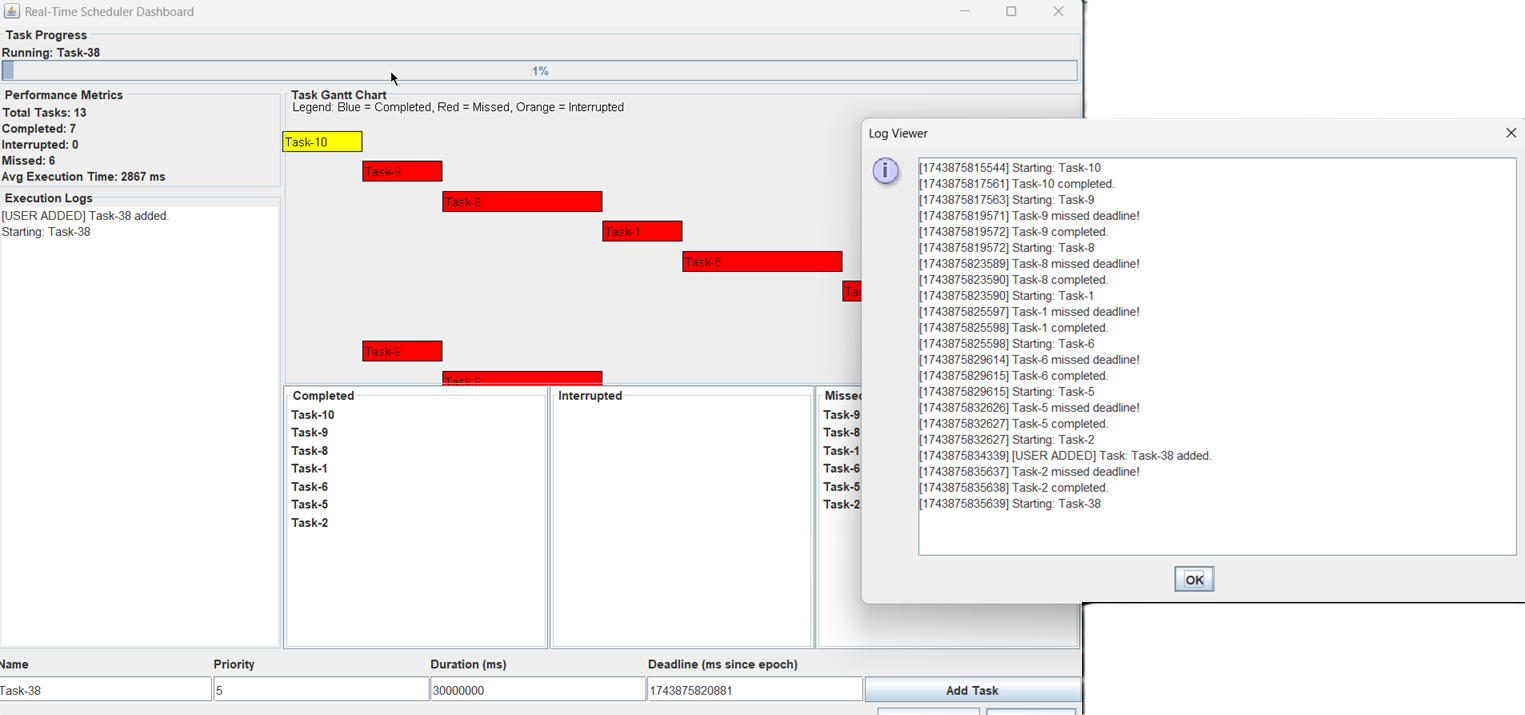 Real-Time Scheduler Dashboard
Task Progress
Running: Task-38
1%
Performance Metrics
Total Tasks: 13
Completed: 7
Interrupted: 0
Missed: 6
Avg Execution Time: 2867 ms
Execution Logs
[USER ADDED] Task-38 added.
Starting: Task-38
Task Gantt Chart
Legend: Blue = Completed, Red = Missed, Orange = Interrupted
Task-10
Task-9
Task-8
Task-1
Task-6
Task-9
Task-8
Completed
Task-10
Task-9
Task-8
Task-1
Task-6
Task-5
Task-2
Interrupted
Missed
Task-9
Task-8
Task-1
Task-6
Task-5
Task-2
Log Viewer
[1743875815544] Starting: Task-10
[1743875817561] Task-10 completed.
[1743875817563] Starting: Task-9
[1743875819571] Task-9 missed deadline!
[1743875819572] Task-9 completed.
[1743875819572] Starting: Task-8
[1743875823589] Task-8 missed deadline!
[1743875823590] Task-8 completed.
[1743875823590] Starting: Task-1
[1743875825597] Task-1 missed deadline!
[1743875825598] Task-1 completed.
[1743875825598] Starting: Task-6
[1743875829614] Task-6 missed deadline!
[1743875829615] Task-6 completed.
[1743875829615] Starting: Task-5
[1743875832626] Task-5 missed deadline!
[1743875832627] Task-5 completed.
[1743875832627] Starting: Task-2
[1743875834339] [USER ADDED] Task: Task-38 added.
[1743875835637] Task-2 missed deadline!
[1743875835638] Task-2 completed.
[1743875835639] Starting: Task-38
OK
Name Priority Duration (ms) Deadline (ms since epoch)
Task-38 5 30000000 1743875820881 Add Task